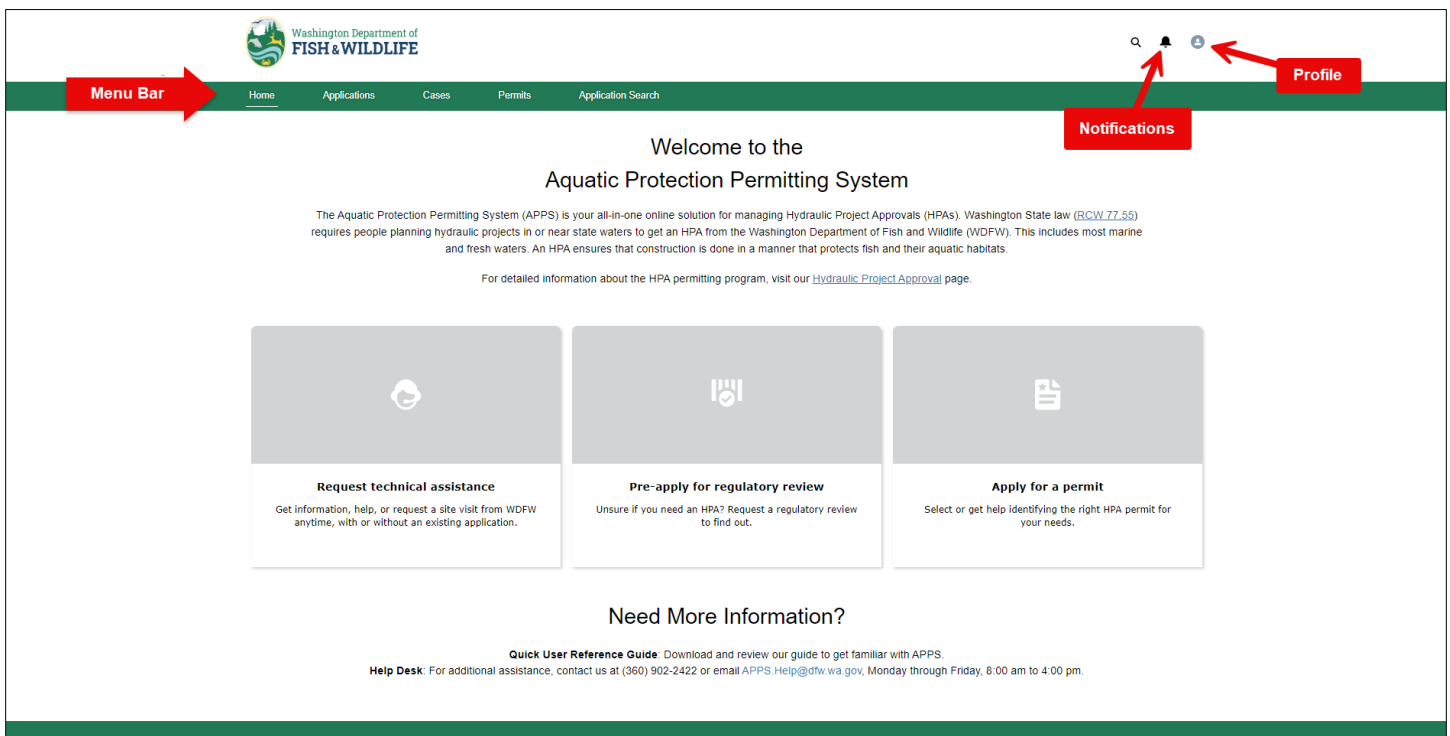 Washington Department of
FISH & WILDLIFE
Profile
Menu Bar
Home Applications Cases Permits Application Search
Notifications
Welcome to the
Aquatic Protection Permitting System
The Aquatic Protection Permitting System (APPS) is your all-in-one online solution for managing Hydraulic Project Approvals (HPAs). Washington State law (RCW 77.55)
requires people planning hydraulic projects in or near state waters to get an HPA from the Washington Department of Fish and Wildlife (WDFW). This includes most marine
and fresh waters. An HPA ensures that construction is done in a manner that protects fish and their aquatic habitats.
For detailed information about the HPA permitting program, visit our Hydraulic Project Approval page.
Request technical assistance
Get information, help, or request a site visit from WDFW
anytime, with or without an existing application.
Pre-apply for regulatory review
Unsure if you need an HPA? Request a regulatory review
to find out.
Apply for a permit
Select or get help identifying the right HPA permit for
your needs.
Need More Information?
Quick User Reference Guide: Download and review our guide to get familiar with APPS.
Help Desk: For additional assistance, contact us at (360) 902-2422 or email APPS.Help@dfw.wa.gov, Monday through Friday, 8:00 am to 4:00 pm.